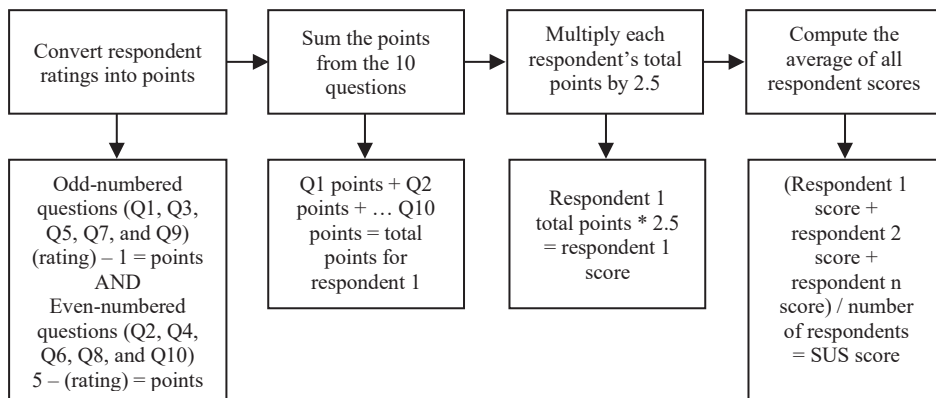 Convert respondent
ratings into points
Sum the points
from the 10
questions
Multiply each
respondent’s total
points by 2.5
Compute the
average of all
respondent scores
Odd-numbered
questions (Q1, Q3,
Q5, Q7, and Q9)
(rating) – 1 = points
AND
Even-numbered
questions (Q2, Q4,
Q6, Q8, and Q10)
5 – (rating) = points
Q1 points + Q2
points + … Q10
points = total
points for
respondent 1
Respondent 1
total points * 2.5
= respondent 1
score
(Respondent 1
score +
respondent 2
score +
respondent n
score) / number
of respondents
= SUS score